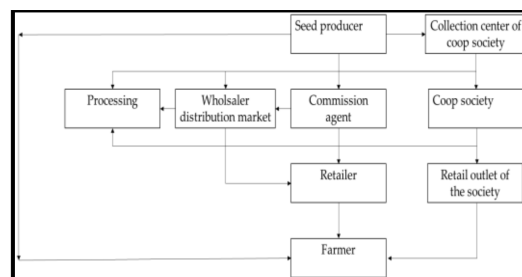 Seed producer
Collection center of
coop society
Processing
Wholsaler
distribution market
Commission
agent
Coop society
Retailer
Retail outlet of
the society
Farmer